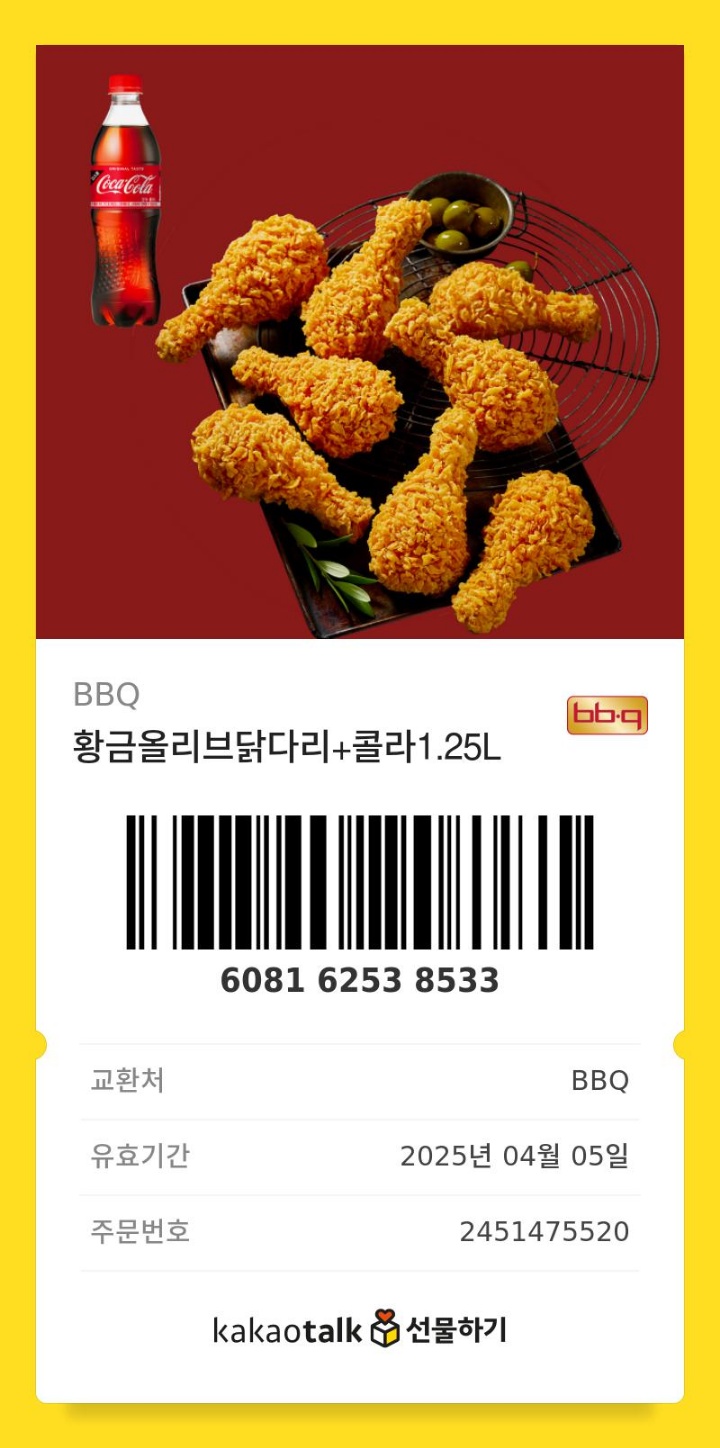 Coca-Cola
BBQ
황금올리브닭다리+콜라1.25L
bb·q
6081 6253 8533
교환처 BBQ
유효기간 2025년 04월 05일
주문번호 2451475520
kakaotalk 선물하기